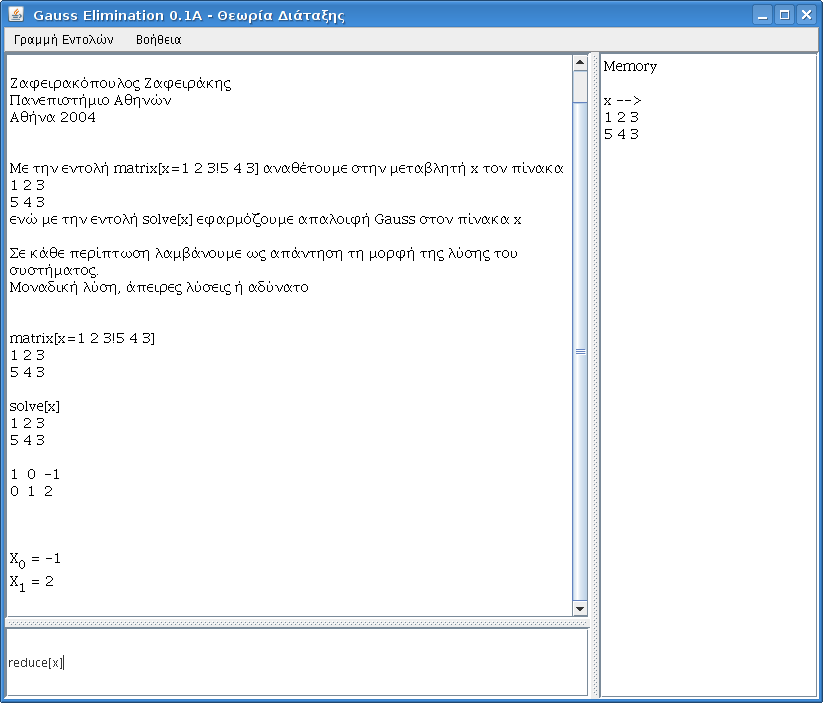 Gauss Elimination 0.1A - Θεωρία Διάταξης
Γραμμή Εντολών Βοήθεια
Ζαφειρακόπουλος Ζαφειράκης
Πανεπιστήμιο Αθηνών
Αθήνα 2004
Με την εντολή matrix[x=1 2 3!5 4 3] αναθέτουμε στην μεταβλητή x τον πίνακα
1 2 3
5 4 3
ενώ με την εντολή solve[x] εφαρμόζουμε απαλοιφή Gauss στον πίνακα x
Σε κάθε περίπτωση λαμβάνουμε ως απάντηση τη μορφή της λύσης του
συστήματος.
Μοναδική λύση, άπειρες λύσεις ή αδύνατο
matrix[x=1 2 3!5 4 3]
1 2 3
5 4 3
solve[x]
1 2 3
5 4 3
1 0 -1
0 1 2
X₀ = -1
X₁ = 2
reduce[x]
Memory
x -->
1 2 3
5 4 3